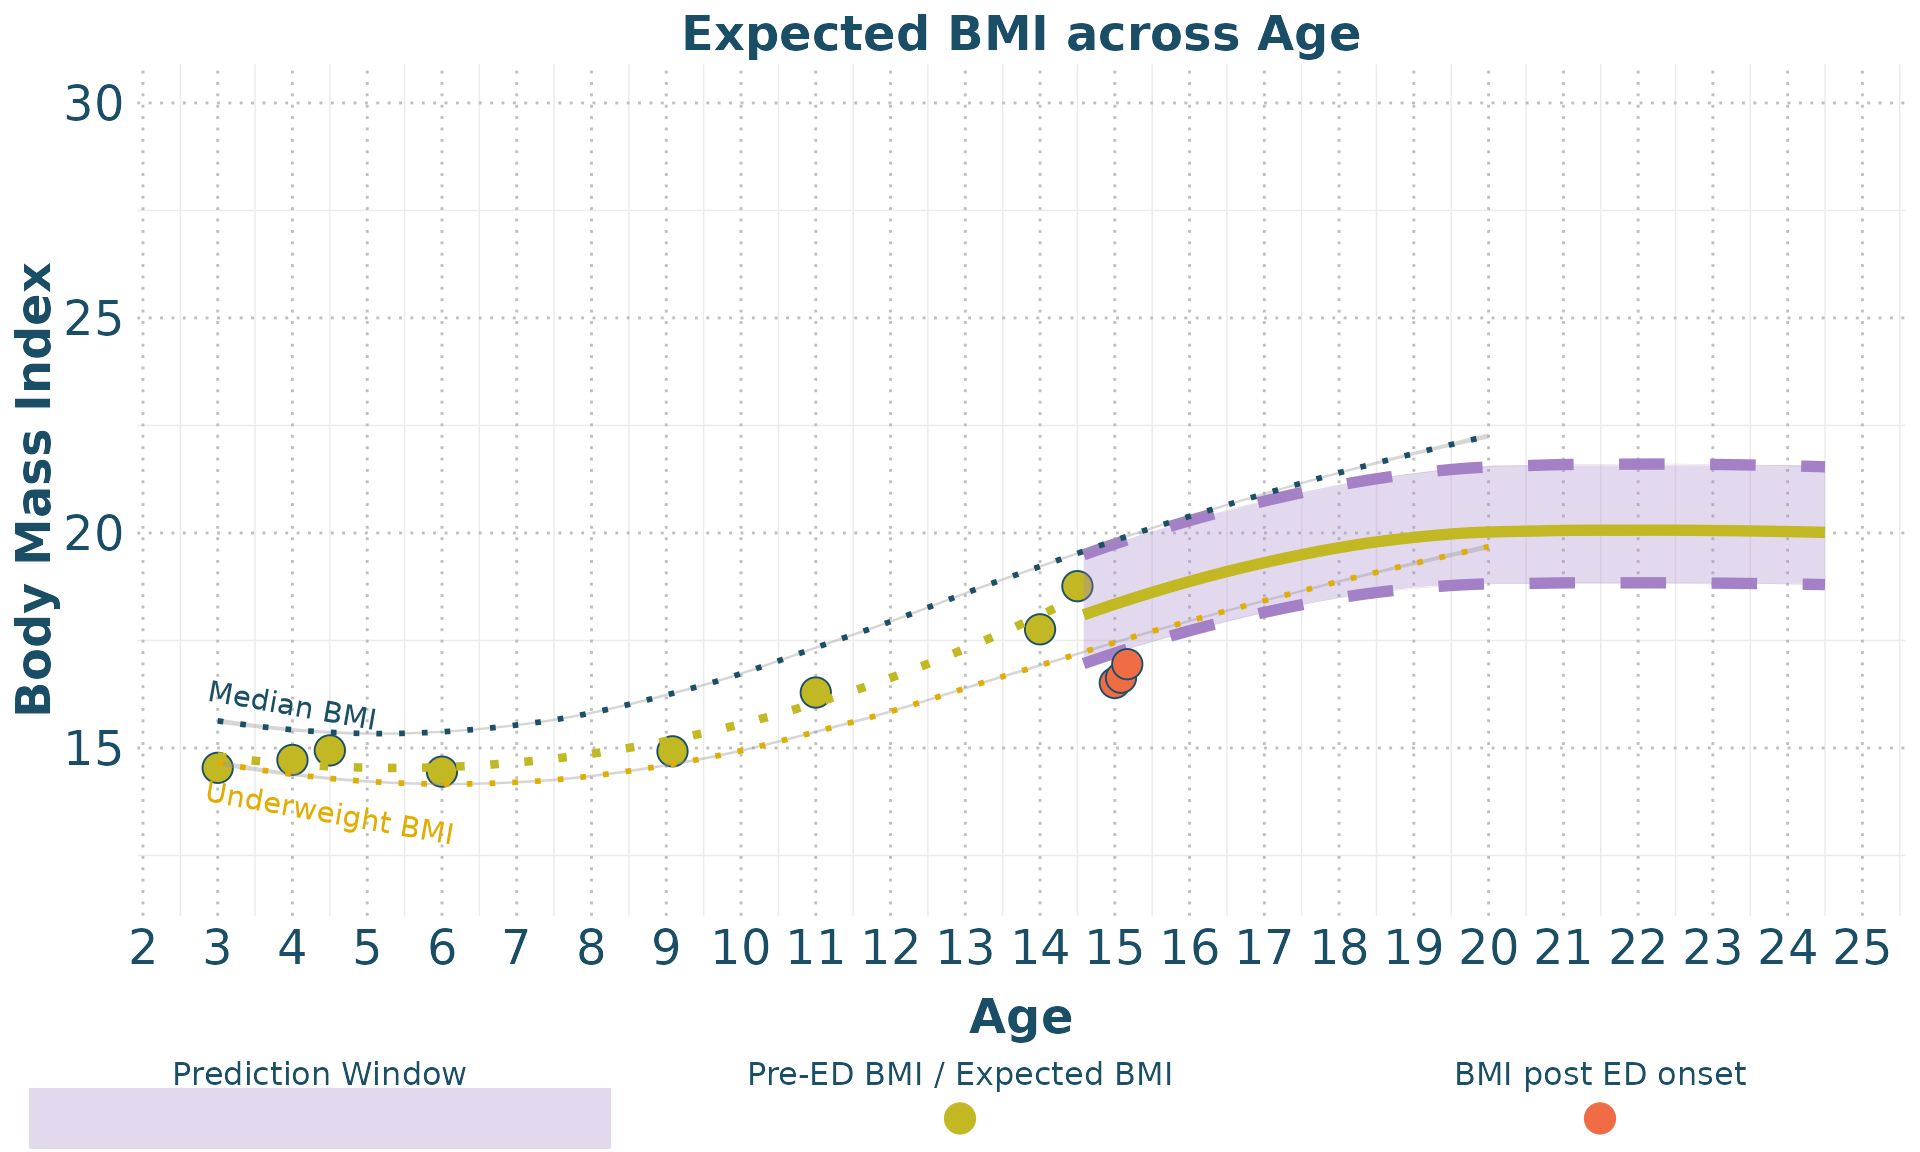 Expected BMI across Age
Body Mass Index
30
25
20
15
Median BMI
Underweight BMI
2 3 4 5 6 7 8 9 10 11 12 13 14 15 16 17 18 19 20 21 22 23 24 25
Age
Prediction Window
Pre-ED BMI / Expected BMI
BMI post ED onset